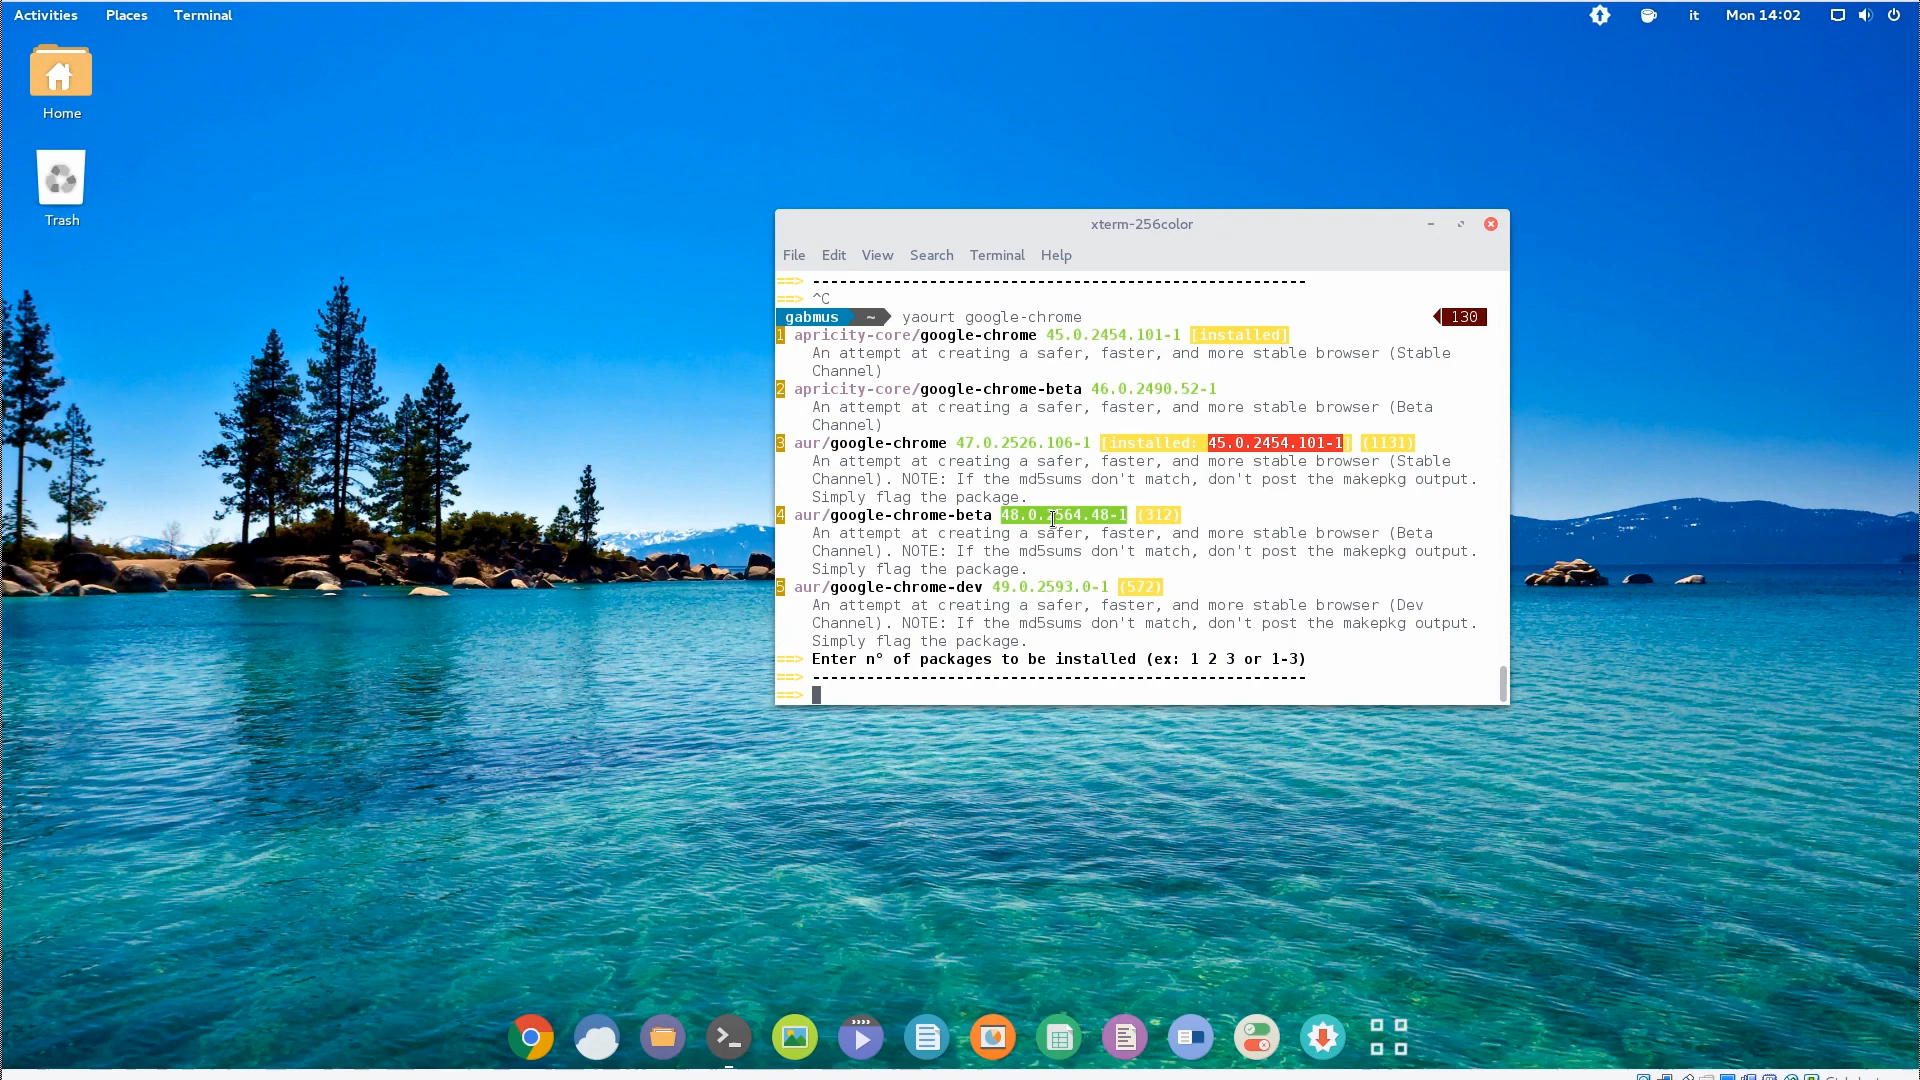 Activities Places Terminal it Mon 14:02
Home
Trash
xterm-256color
File Edit View Search Terminal Help
==> -------------------------------------------------------
==> ^C
gabmus ~ yaourt google-chrome 130
1 apricity-core/google-chrome 45.0.2454.101-1 [installed]
An attempt at creating a safer, faster, and more stable browser (Stable
Channel)
2 apricity-core/google-chrome-beta 46.0.2490.52-1
An attempt at creating a safer, faster, and more stable browser (Beta
Channel)
3 aur/google-chrome 47.0.2526.106-1 [installed: 45.0.2454.101-1] (1131)
An attempt at creating a safer, faster, and more stable browser (Stable
Channel). NOTE: If the md5sums don't match, don't post the makepkg output.
Simply flag the package.
4 aur/google-chrome-beta 48.0.2564.48-1 (312)
An attempt at creating a safer, faster, and more stable browser (Beta
Channel). NOTE: If the md5sums don't match, don't post the makepkg output.
Simply flag the package.
5 aur/google-chrome-dev 49.0.2593.0-1 (572)
An attempt at creating a safer, faster, and more stable browser (Dev
Channel). NOTE: If the md5sums don't match, don't post the makepkg output.
Simply flag the package.
==> Enter n° of packages to be installed (ex: 1 2 3 or 1-3)
==> -------------------------------------------------------
==>